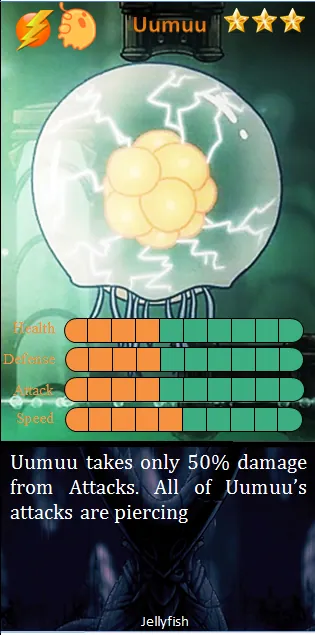 Uumuu
Health
Defense
Attack
Speed
Uumuu takes only 50% damage
from Attacks. All of Uumuu’s
attacks are piercing
Jellyfish